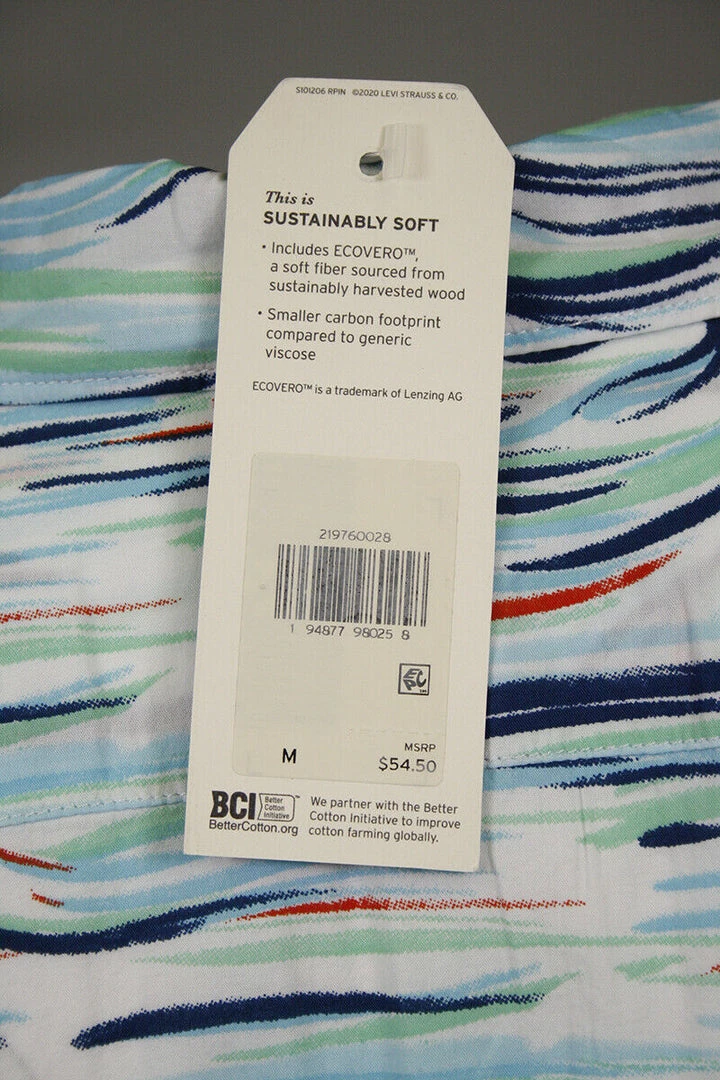 S101206 RPIN ©2020 LEVI STRAUSS & CO.
This is
SUSTAINABLY SOFT
• Includes ECOVERO™,
a soft fiber sourced from
sustainably harvested wood
• Smaller carbon footprint
compared to generic
viscose
ECOVERO™ is a trademark of Lenzing AG
219760028
1 94877 98025 8
EPC
M
MSRP
$54.50
BCI Better Cotton Initiative™
BetterCotton.org
We partner with the Better
Cotton Initiative to improve
cotton farming globally.